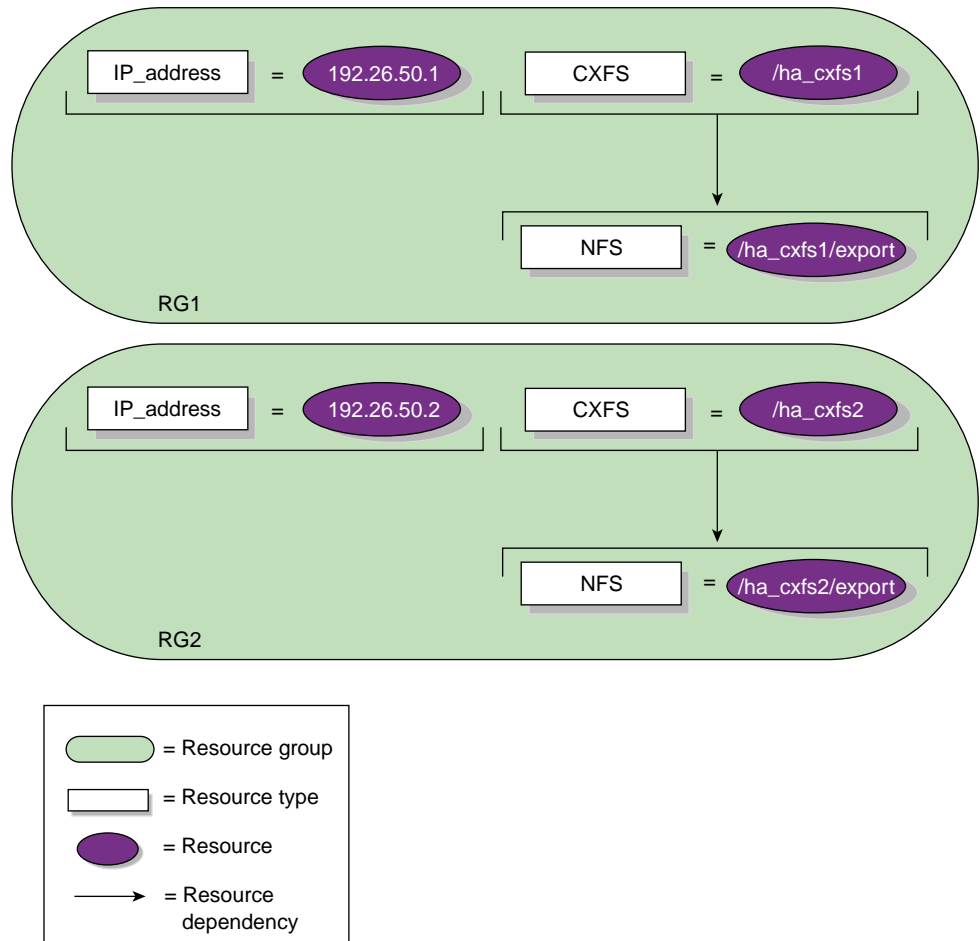 IP_address = 192.26.50.1 CXFS = /ha_cxfs1
NFS = /ha_cxfs1/export
RG1
IP_address = 192.26.50.2 CXFS = /ha_cxfs2
NFS = /ha_cxfs2/export
RG2
= Resource group
= Resource type
= Resource
= Resource
dependency